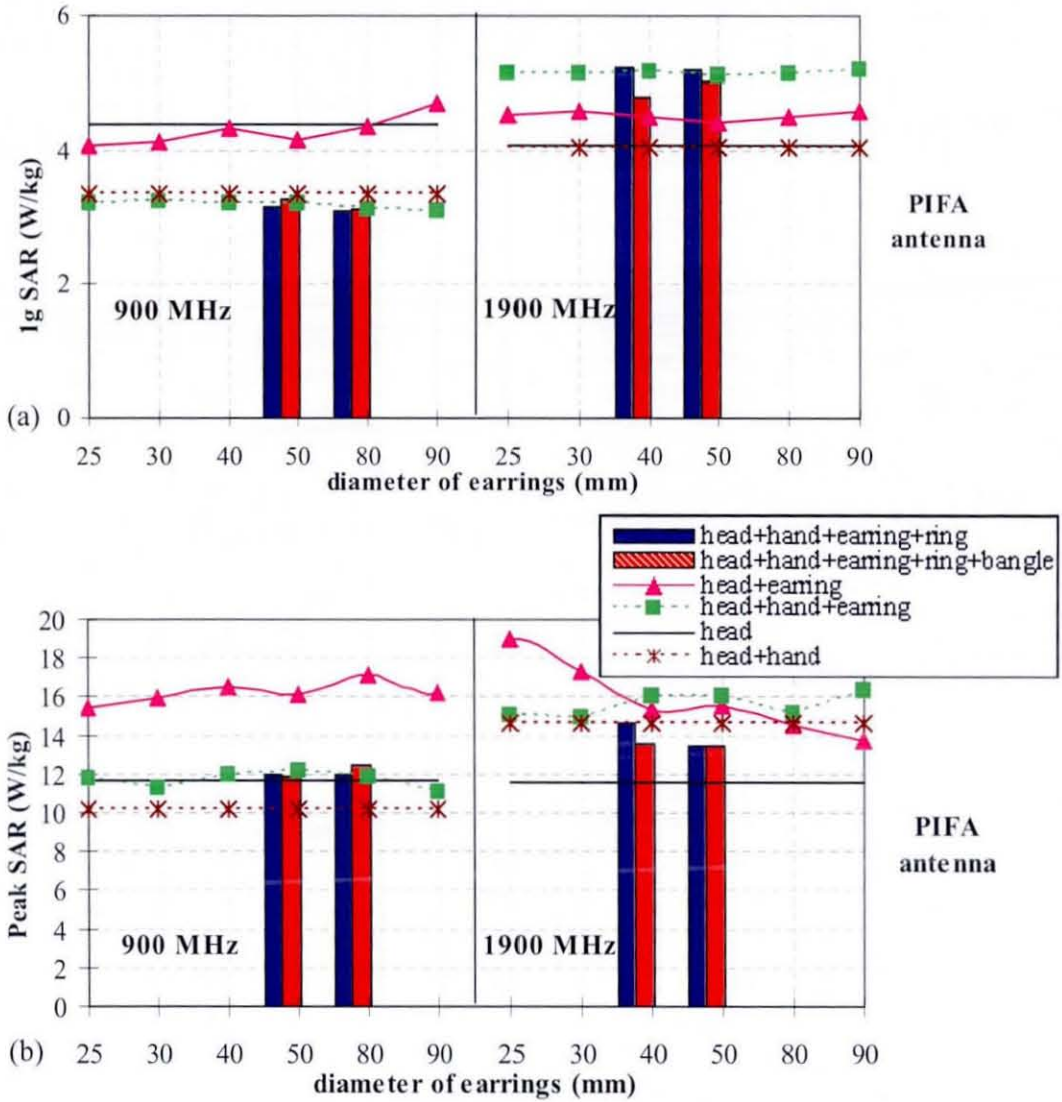 6
4
2
0
1g SAR (W/kg)
900 MHz
1900 MHz
PIFA
antenna
(a)
25 30 40 50 80 90 25 30 40 50 80 90
diameter of earrings (mm)
head+hand+earring+ring
head+hand+earring+ring+bangle
head+earring
head+hand+earring
head
head+hand
20
18
16
14
12
10
8
6
4
2
0
Peak SAR (W/kg)
900 MHz
1900 MHz
PIFA
antenna
(b)
25 30 40 50 80 90 25 30 40 50 80 90
diameter of earrings (mm)